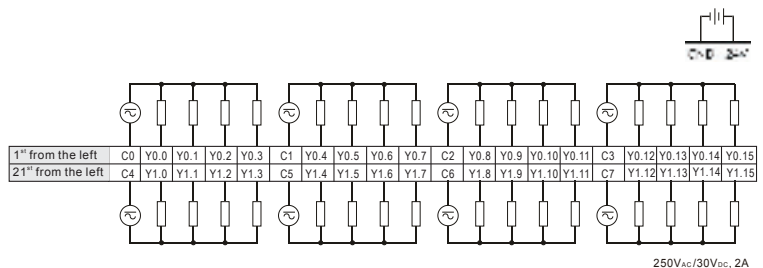 GND 24V
1st from the left C0 Y0.0 Y0.1 Y0.2 Y0.3 C1 Y0.4 Y0.5 Y0.6 Y0.7 C2 Y0.8 Y0.9 Y0.10 Y0.11 C3 Y0.12 Y0.13 Y0.14 Y0.15
21st from the left C4 Y1.0 Y1.1 Y1.2 Y1.3 C5 Y1.4 Y1.5 Y1.6 Y1.7 C6 Y1.8 Y1.9 Y1.10 Y1.11 C7 Y1.12 Y1.13 Y1.14 Y1.15
250VAC/30VDC, 2A